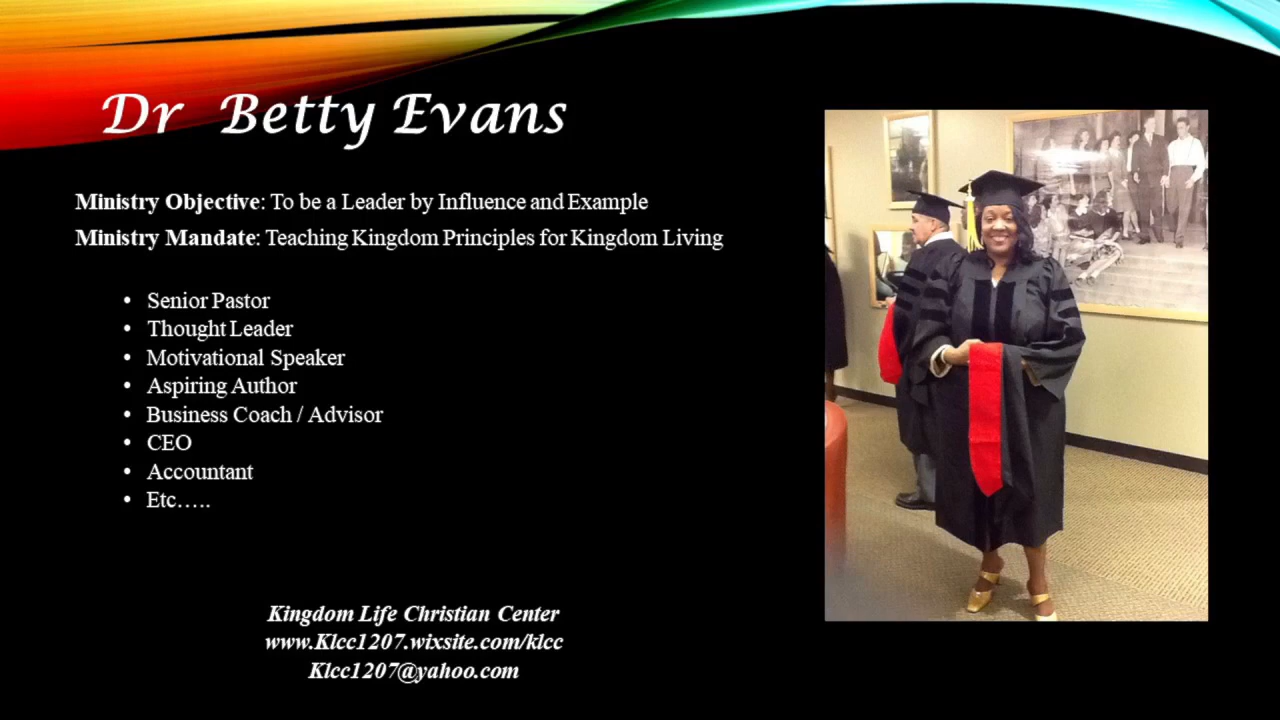 Dr Betty Evans
Ministry Objective: To be a Leader by Influence and Example
Ministry Mandate: Teaching Kingdom Principles for Kingdom Living
• Senior Pastor
• Thought Leader
• Motivational Speaker
• Aspiring Author
• Business Coach / Advisor
• CEO
• Accountant
• Etc…..
Kingdom Life Christian Center
www.Klcc1207.wixsite.com/klcc
Klcc1207@yahoo.com